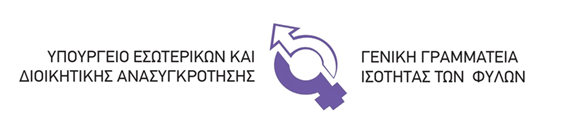 ΥΠΟΥΡΓΕΙΟ ΕΣΩΤΕΡΙΚΩΝ ΚΑΙ
ΔΙΟΙΚΗΤΙΚΗΣ ΑΝΑΣΥΓΚΡΟΤΗΣΗΣ
ΓΕΝΙΚΗ ΓΡΑΜΜΑΤΕΙΑ
ΙΣΟΤΗΤΑΣ ΤΩΝ ΦΥΛΩΝ